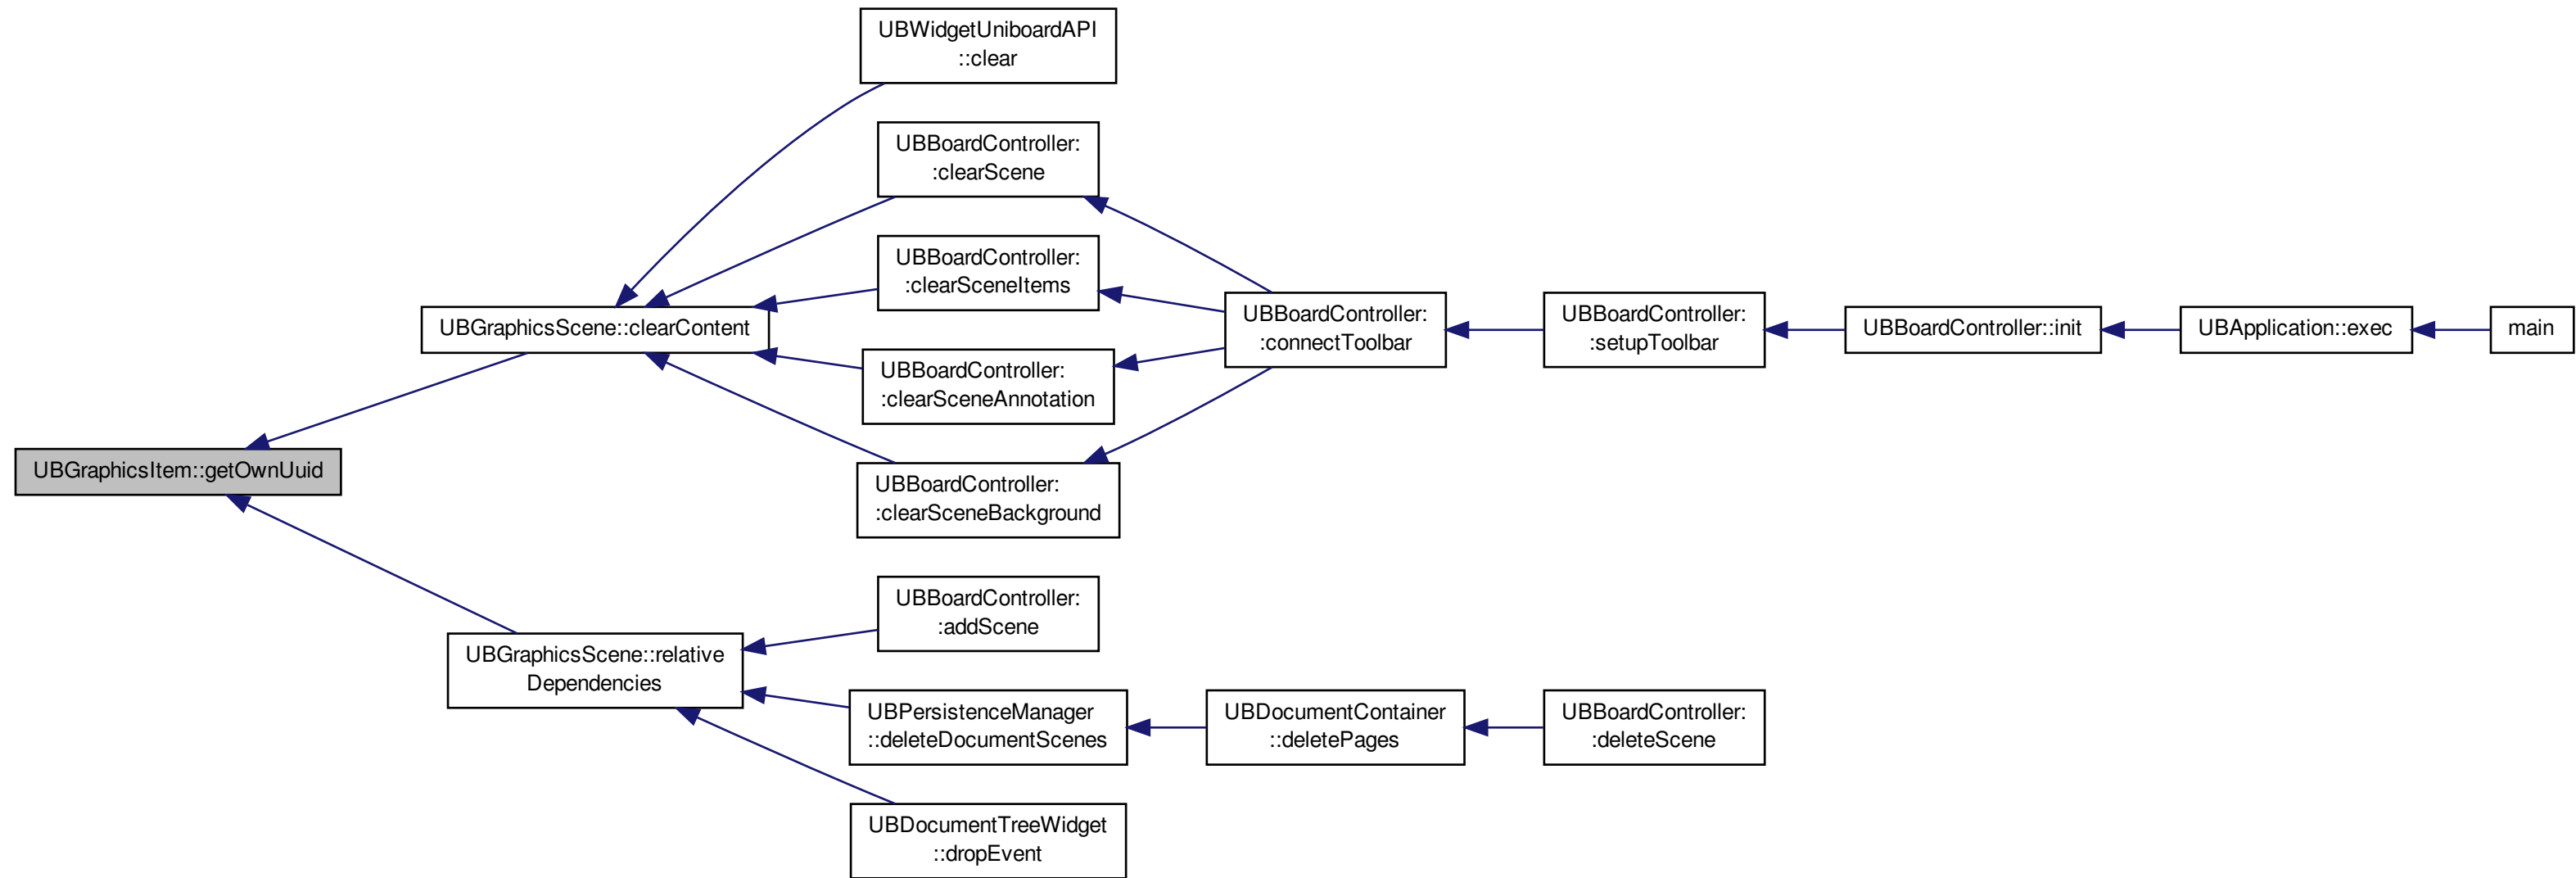 UBWidgetUniboardAPI
::clear
UBBoardController:
:clearScene
UBBoardController:
:clearSceneItems
UBGraphicsScene::clearContent
UBBoardController:
:connectToolbar
UBBoardController:
:setupToolbar
UBBoardController::init
UBApplication::exec
main
UBBoardController:
:clearSceneAnnotation
UBGraphicsItem::getOwnUuid
UBBoardController:
:clearSceneBackground
UBBoardController:
:addScene
UBGraphicsScene::relative
Dependencies
UBPersistenceManager
::deleteDocumentScenes
UBDocumentContainer
::deletePages
UBBoardController:
:deleteScene
UBDocumentTreeWidget
::dropEvent